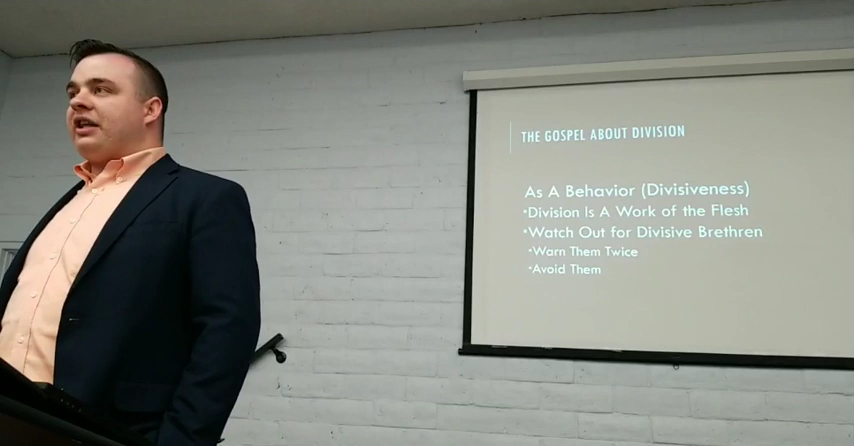 THE GOSPEL ABOUT DIVISION
As A Behavior (Divisiveness)
•Division Is A Work of the Flesh
•Watch Out for Divisive Brethren
•Warn Them Twice
•Avoid Them